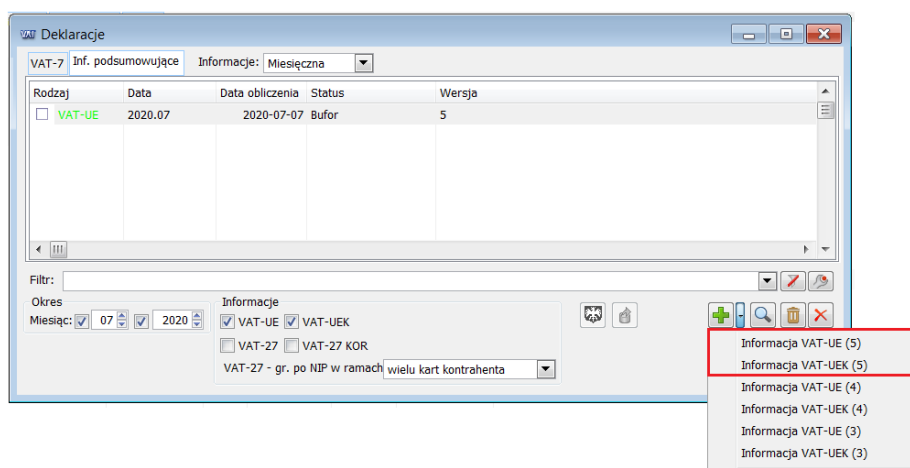 VAT Deklaracje
VAT-7 Inf. podsumowujące Informacje: Miesięczna
Rodzaj Data Data obliczenia Status Wersja
VAT-UE 2020.07 2020-07-07 Bufor 5
Filtr:
Okres Informacje
Miesiąc: 07 2020 VAT-UE VAT-UEK
VAT-27 VAT-27 KOR
VAT-27 - gr. po NIP w ramach wielu kart kontrahenta
Informacja VAT-UE (5)
Informacja VAT-UEK (5)
Informacja VAT-UE (4)
Informacja VAT-UEK (4)
Informacja VAT-UE (3)
Informacja VAT-UEK (3)